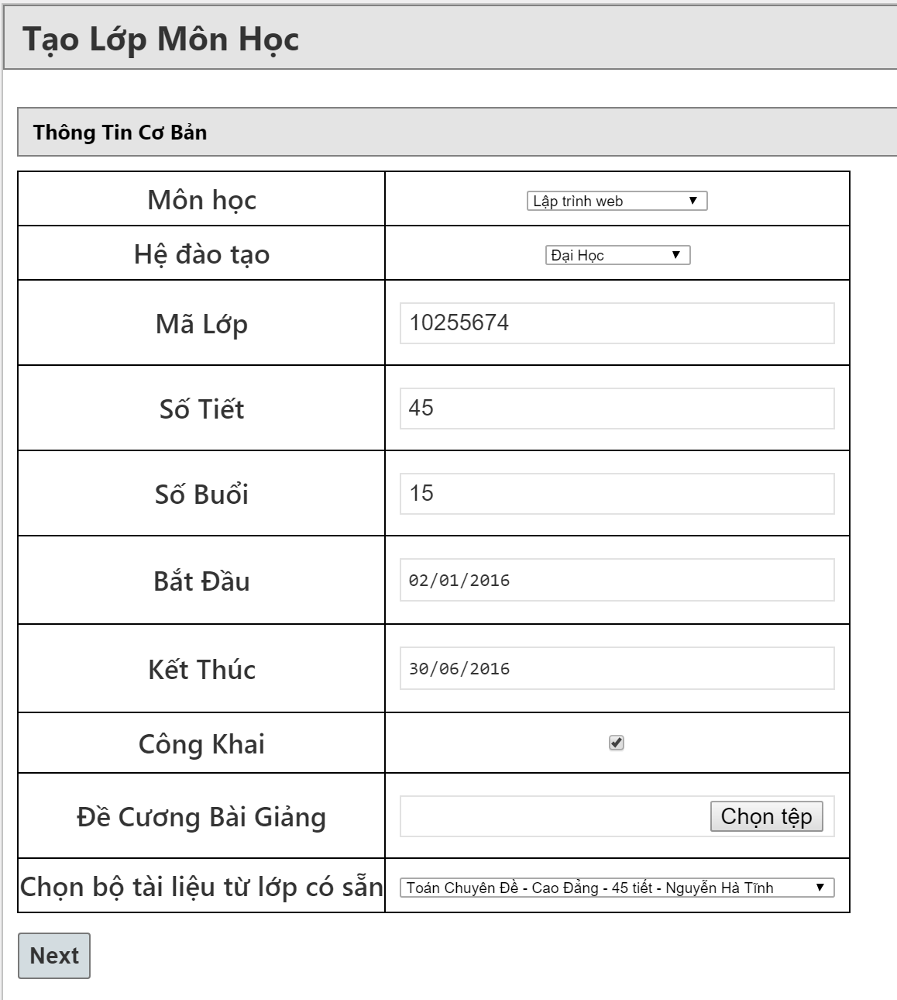 Tạo Lớp Môn Học
Thông Tin Cơ Bản
Môn học Lập trình web
Hệ đào tạo Đại Học
Mã Lớp 10255674
Số Tiết 45
Số Buổi 15
Bắt Đầu 02/01/2016
Kết Thúc 30/06/2016
Công Khai
Đề Cương Bài Giảng Chọn tệp
Chọn bộ tài liệu từ lớp có sẵn Toán Chuyên Đề - Cao Đẳng - 45 tiết - Nguyễn Hà Tĩnh
Next